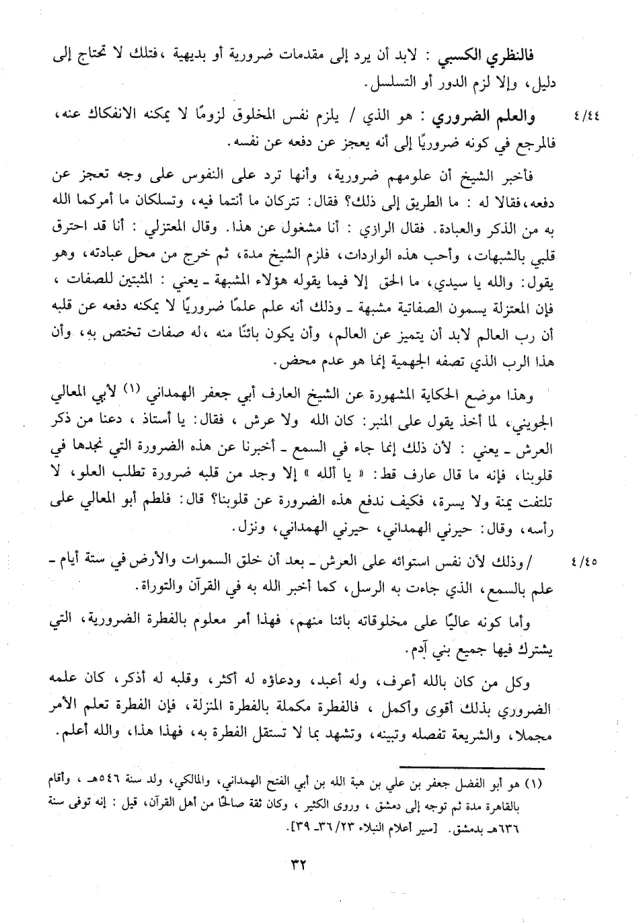 فالنظري الكسبي : لابد أن يرد إلى مقدمات ضرورية أو بديهية ،فتلك لا تحتاج إلى
دليل، وإلا لزم الدور أو التسلسل.
٤/٤٤ والعلم الضروري : هو الذي / يلزم نفس المخلوق لزومًا لا يمكنه الانفكاك عنه،
فالمرجع في كونه ضروريًا إلى أنه يعجز عن دفعه عن نفسه.
فأخبر الشيخ أن علومهم ضرورية، وأنها ترد على النفوس على وجه تعجز عن
دفعه،فقالا له : ما الطريق إلى ذلك؟ فقال: تتركان ما أنتما فيه، وتسلكان ما أمركما الله
به من الذكر والعبادة. فقال الرازي : أنا مشغول عن هذا. وقال المعتزلي : أنا قد احترق
قلبي بالشبهات، وأحب هذه الواردات، فلزم الشيخ مدة، ثم خرج من محل عبادته، وهو
يقول: والله يا سيدي، ما الحق إلا فيما يقوله هؤلاء المشبهة ـ يعني : المثبتين للصفات ،
فإن المعتزلة يسمون الصفاتية مشبهة ـ وذلك أنه علم علمًا ضروريًا لا يمكنه دفعه عن قلبه
أن رب العالم لابد أن يتميز عن العالم، وأن يكون بائنًا منه ،له صفات تختص به، وأن
هذا الرب الذي تصفه الجهمية إنما هو عدم محض.
وهذا موضع الحكاية المشهورة عن الشيخ العارف أبي جعفر الهمداني (١) لأبي المعالي
الجويني، لما أخذ يقول على المنبر: كان الله ولا عرش ، فقال: يا أستاذ ، دعنا من ذكر
العرش ـ يعني : لأن ذلك إنما جاء في السمع ـ أخبرنا عن هذه الضرورة التي نجدها في
قلوبنا، فإنه ما قال عارف قط: « يا ألله » إلا وجد من قلبه ضرورة تطلب العلو، لا
تلتفت يمنة ولا يسرة، فكيف ندفع هذه الضرورة عن قلوبنا؟ قال: فلطم أبو المعالي على
رأسه، وقال: حيرني الهمداني، حيرني الهمداني، ونزل.
٤/٤٥ /وذلك لأن نفس استوائه على العرش ـ بعد أن خلق السموات والأرض في ستة أيام ـ
علم بالسمع، الذي جاءت به الرسل، كما أخبر الله به في القرآن والتوراة.
وأما كونه عاليًا على مخلوقاته بائنا منهم، فهذا أمر معلوم بالفطرة الضرورية، التي
يشترك فيها جميع بني آدم.
وكل من كان بالله أعرف، وله أعبد، ودعاؤه له أكثر، وقلبه له أذكر، كان علمه
الضروري بذلك أقوى وأكمل ، فالفطرة مكملة بالفطرة المنزلة، فإن الفطرة تعلم الأمر
مجملا، والشريعة تفصله وتبينه، وتشهد بما لا تستقل الفطرة به، فهذا هذا، والله أعلم.
(١) هو أبو الفضل جعفر بن علي بن هبة الله بن أبي الفتح الهمداني، والمالكي، ولد سنة ٥٤٦هـ ، وأقام
بالقاهرة مدة ثم توجه إلى دمشق ، وروى الكثير ، وكان ثقة صالحًا من أهل القرآن، قيل : إنه توفى سنة
٦٣٦هـ بدمشق. [سير أعلام النبلاء ٢٣/ ٣٦ـ ٣٩].
٣٢